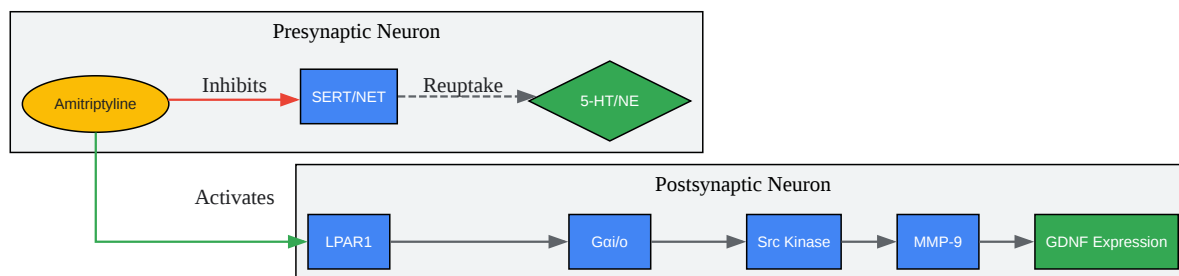 Presynaptic Neuron
Amitriptyline
Inhibits
SERT/NET
Reuptake
5-HT/NE
Activates
Postsynaptic Neuron
LPAR1
Gαi/o
Src Kinase
MMP-9
GDNF Expression